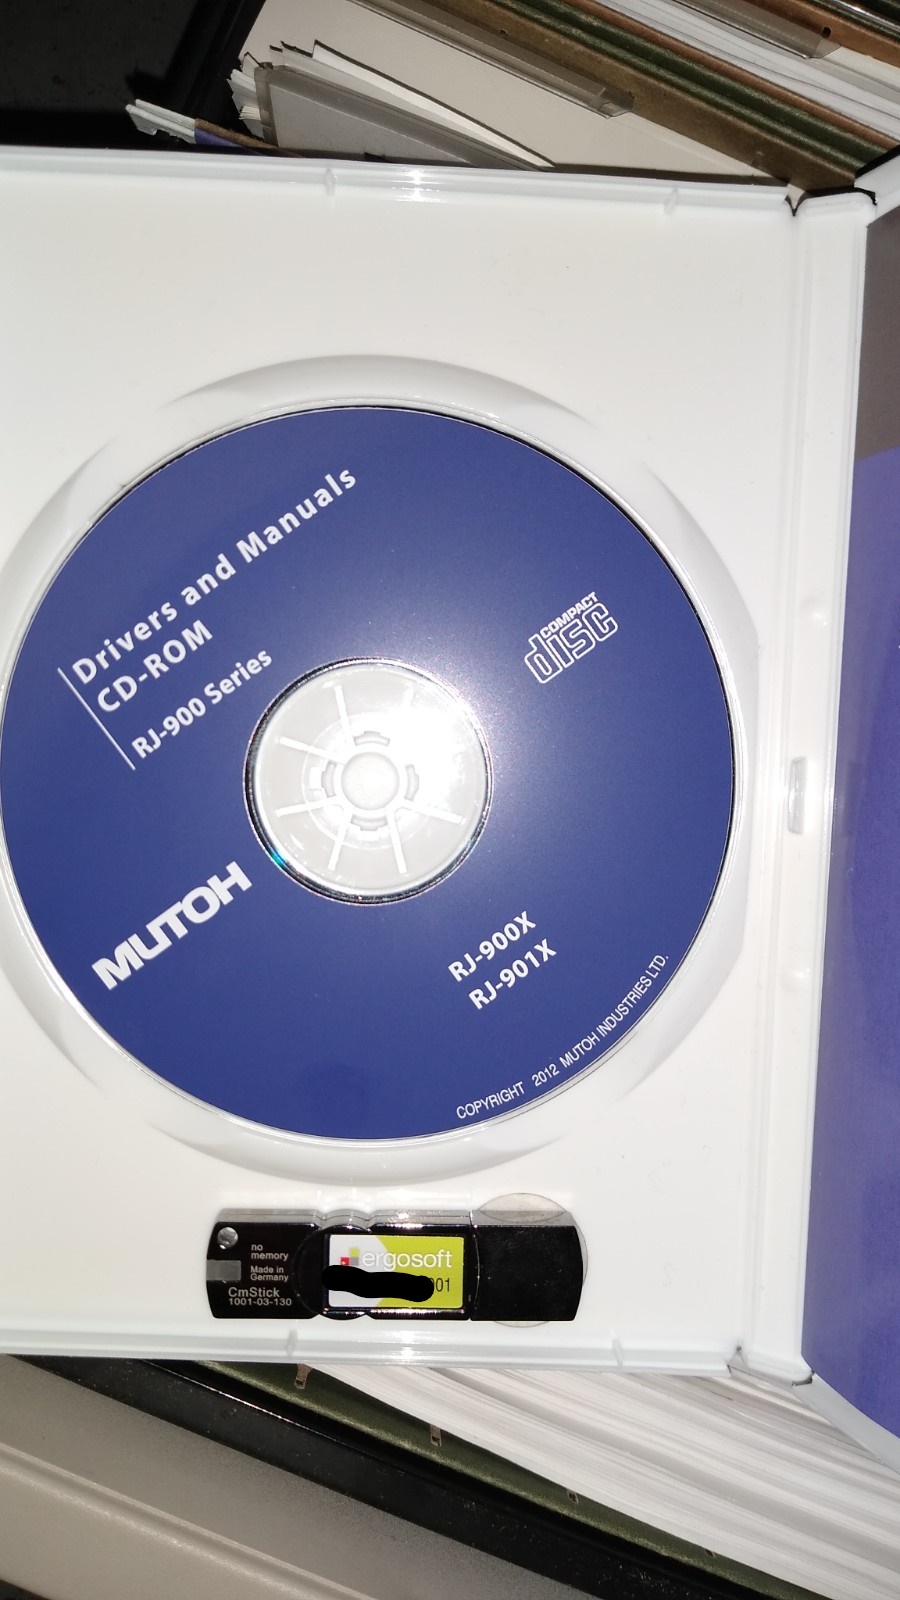 Drivers and Manuals
CD-ROM
RJ-900 Series
COMPACT
disc
MUTOH
RJ-900X
RJ-901X
COPYRIGHT 2012 MUTOH INDUSTRIES LTD.
no
memory
Made in
Germany
CmStick
1001-03-130
ergosoft
001